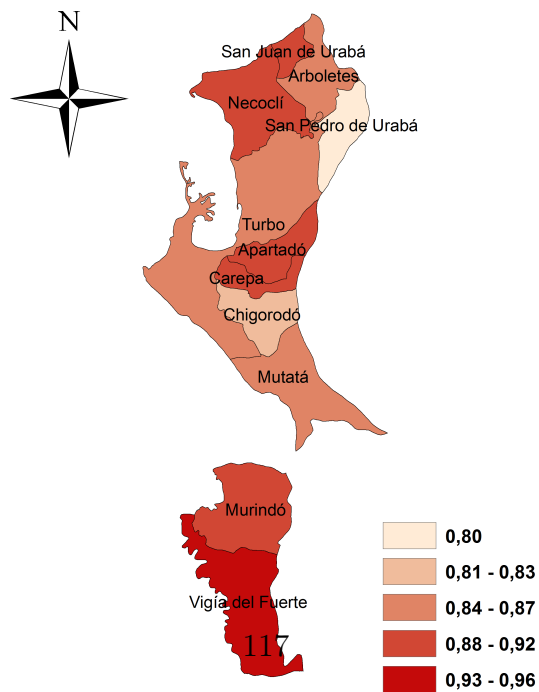 N
San Juan de Urabá
Arboletes
Necoclí
San Pedro de Urabá
Turbo
Apartadó
Carepa
Chigorodó
Mutatá
Murindó
Vigía del Fuerte
117
0,80
0,81 - 0,83
0,84 - 0,87
0,88 - 0,92
0,93 - 0,96